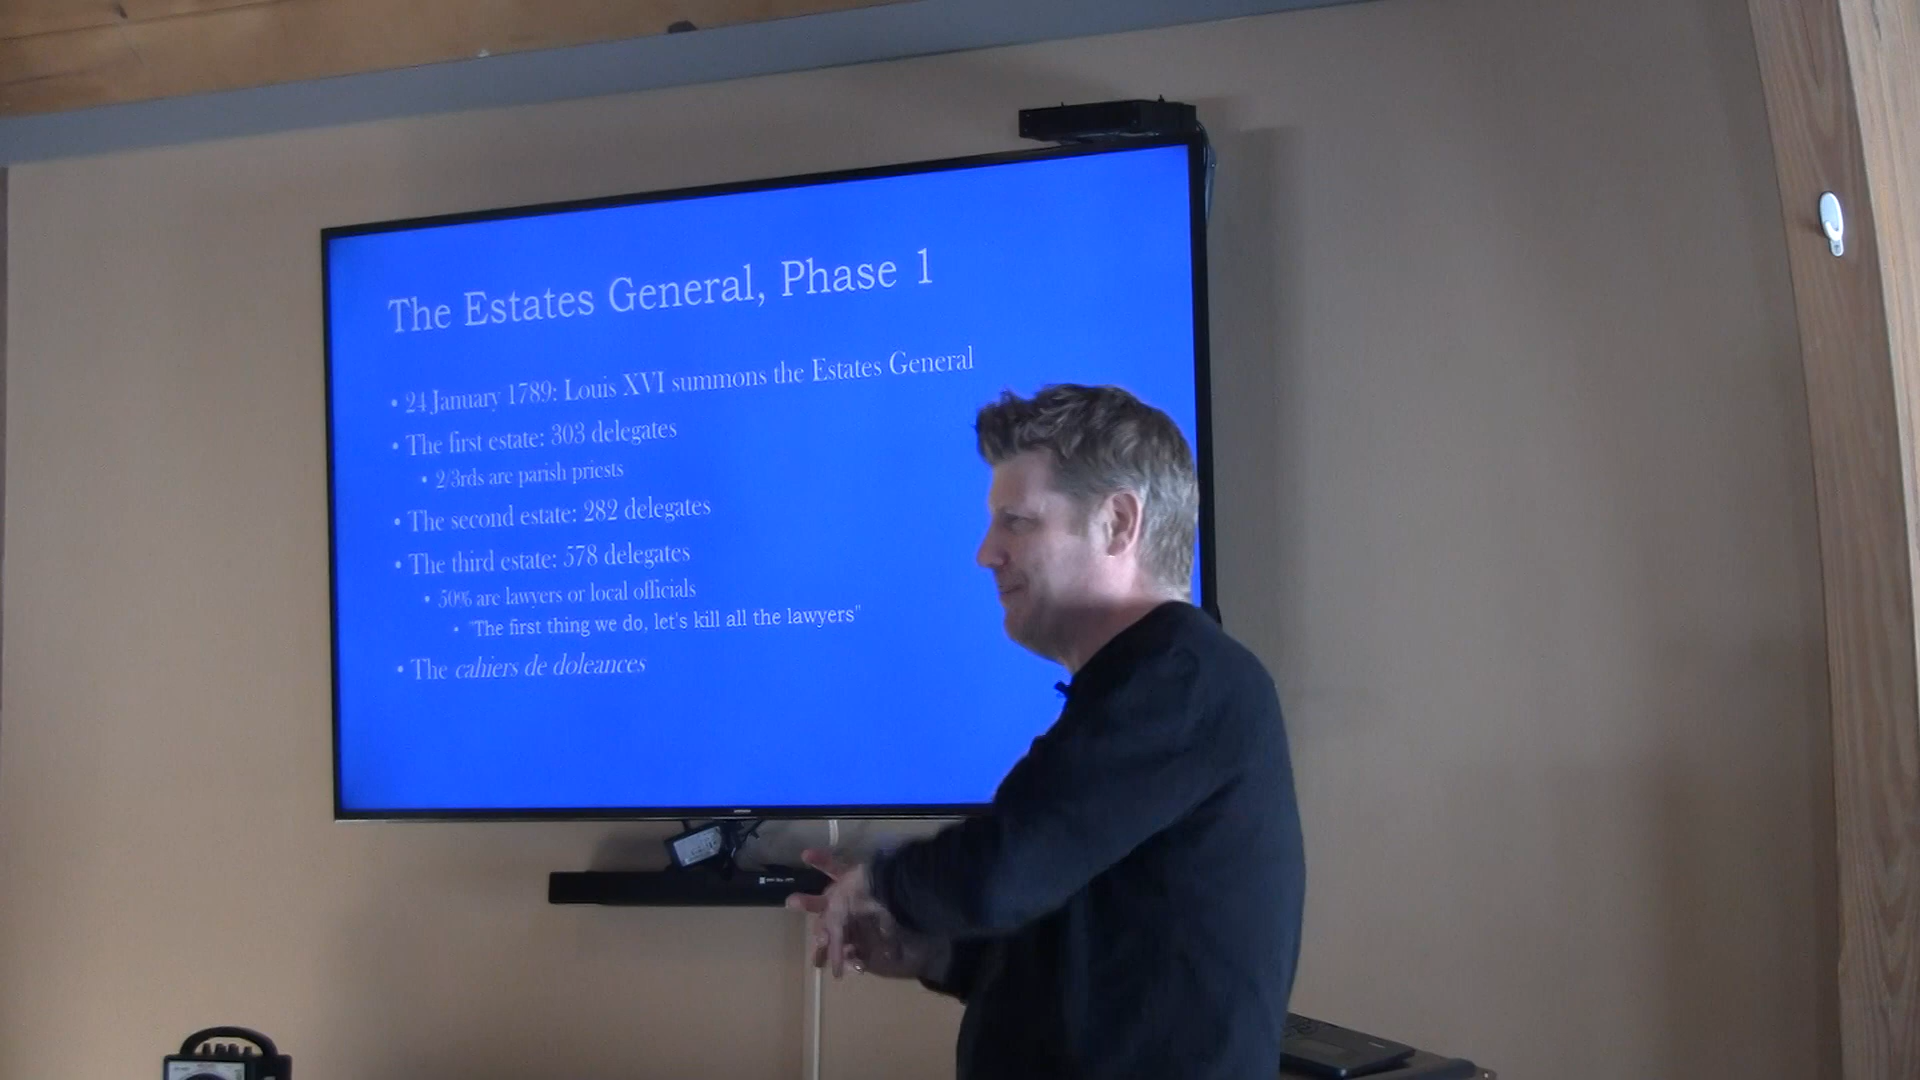 The Estates General, Phase 1
• 24 January 1789: Louis XVI summons the Estates General
• The first estate: 303 delegates
• 2/3rds are parish priests
• The second estate: 282 delegates
• The third estate: 578 delegates
• 50% are lawyers or local officials
• "The first thing we do, let's kill all the lawyers"
• The cahiers de doleances